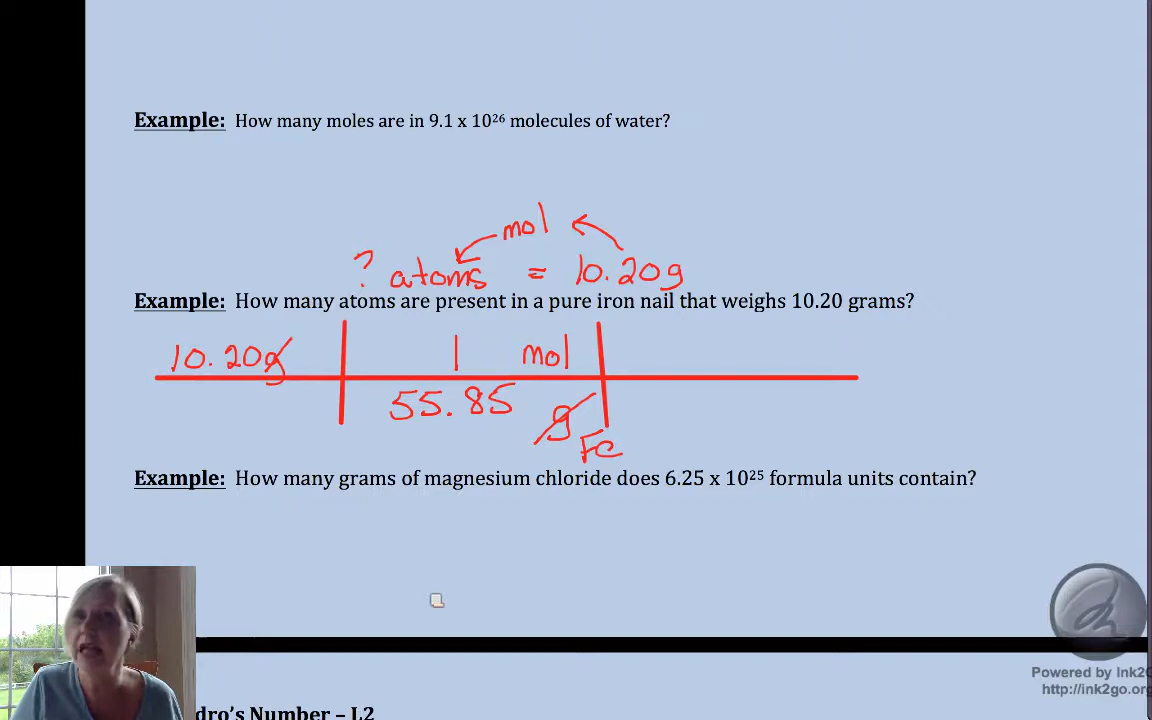 Example: How many moles are in 9.1 x 10²⁶ molecules of water?
mol
? atoms = 10.20g
Example: How many atoms are present in a pure iron nail that weighs 10.20 grams?
10.20g 1 mol
55.85 g
Fe
Example: How many grams of magnesium chloride does 6.25 x 10²⁵ formula units contain?
Powered by Ink2G
http://ink2go.org
dro's Number – L2